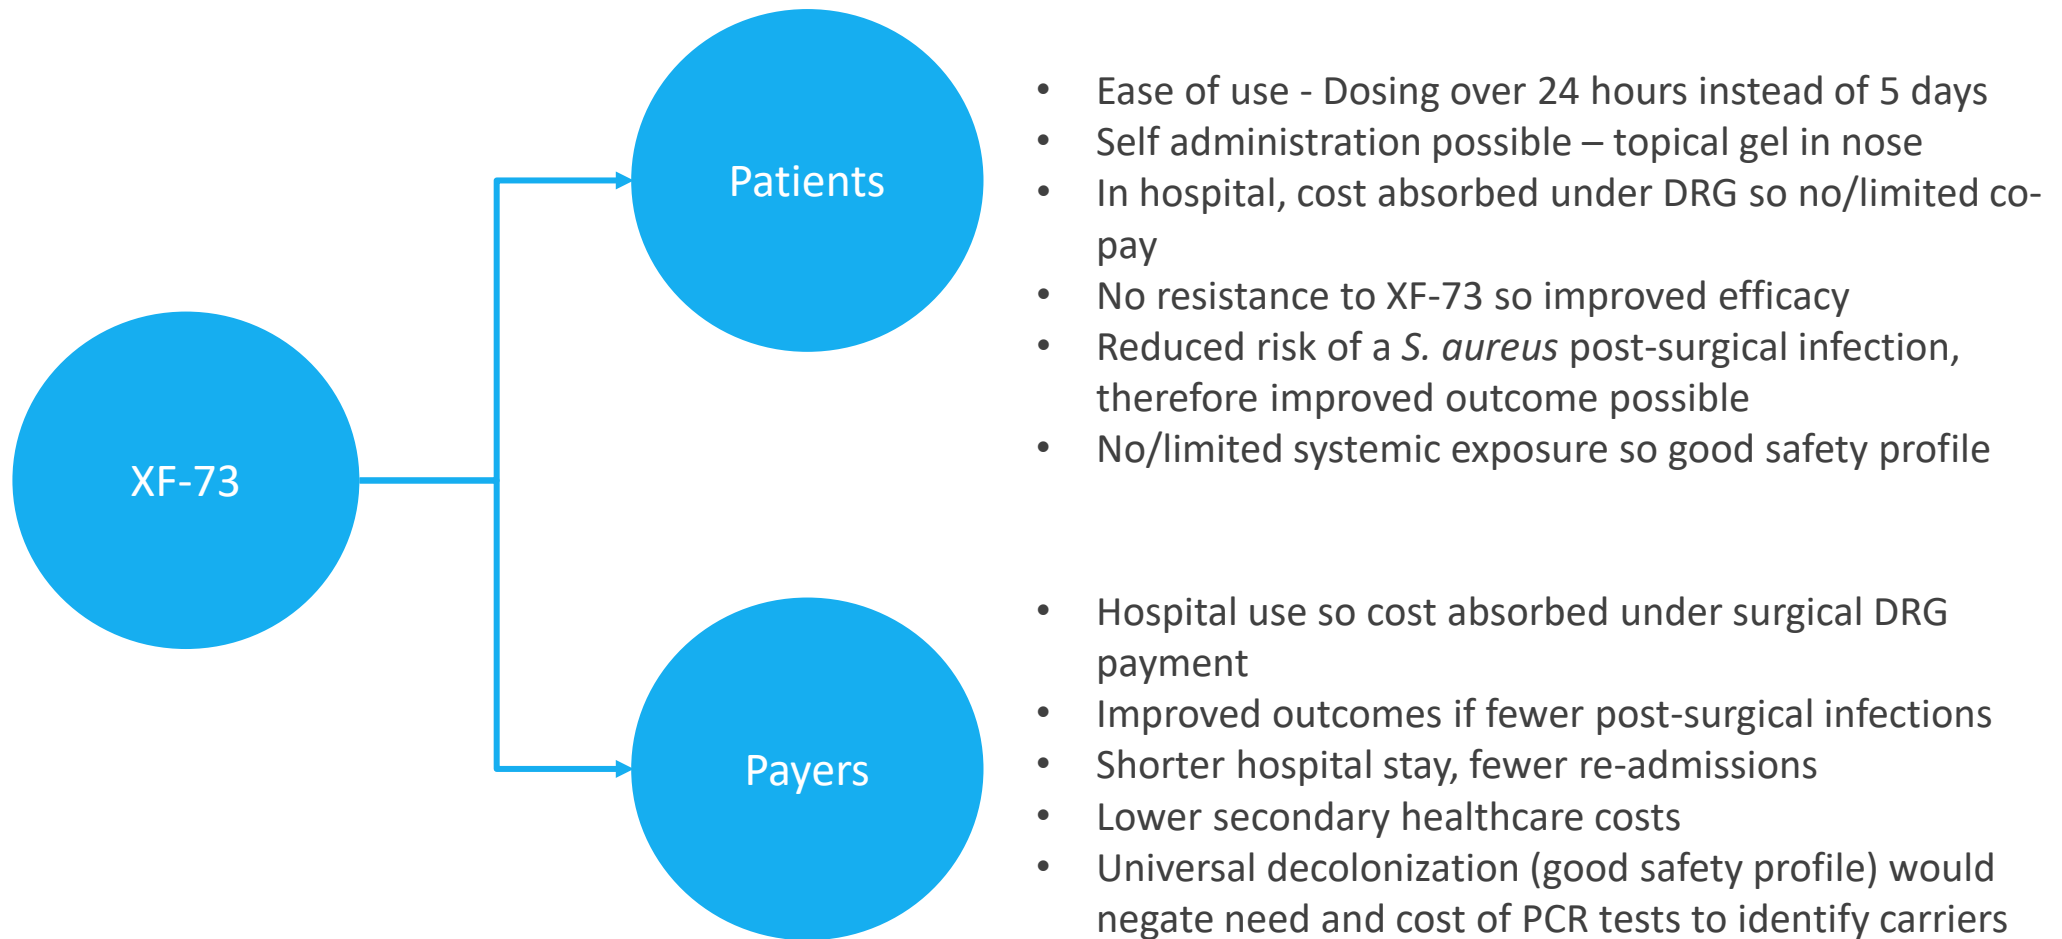 XF-73
Patients
• Ease of use - Dosing over 24 hours instead of 5 days
• Self administration possible – topical gel in nose
• In hospital, cost absorbed under DRG so no/limited co-
pay
• No resistance to XF-73 so improved efficacy
• Reduced risk of a S. aureus post-surgical infection,
therefore improved outcome possible
• No/limited systemic exposure so good safety profile
Payers
• Hospital use so cost absorbed under surgical DRG
payment
• Improved outcomes if fewer post-surgical infections
• Shorter hospital stay, fewer re-admissions
• Lower secondary healthcare costs
• Universal decolonization (good safety profile) would
negate need and cost of PCR tests to identify carriers